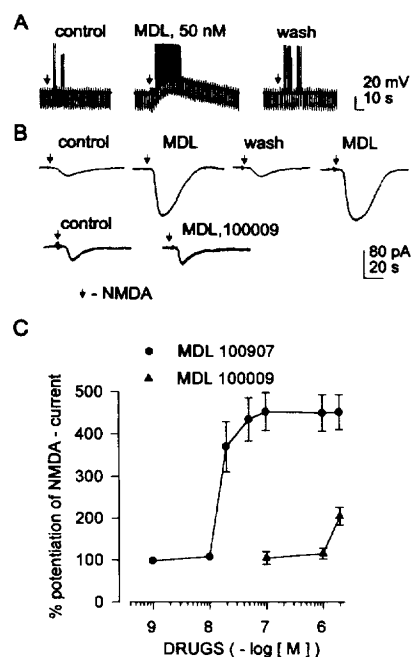 A
control
MDL, 50 nM
wash
20 mV
10 s
B
control
MDL
wash
MDL
control
MDL,100009
80 pA
20 s
- NMDA
C
MDL 100907
MDL 100009
500
400
300
200
100
0
% potentiation of NMDA - current
9 8 7 6
DRUGS ( - log [ M] )